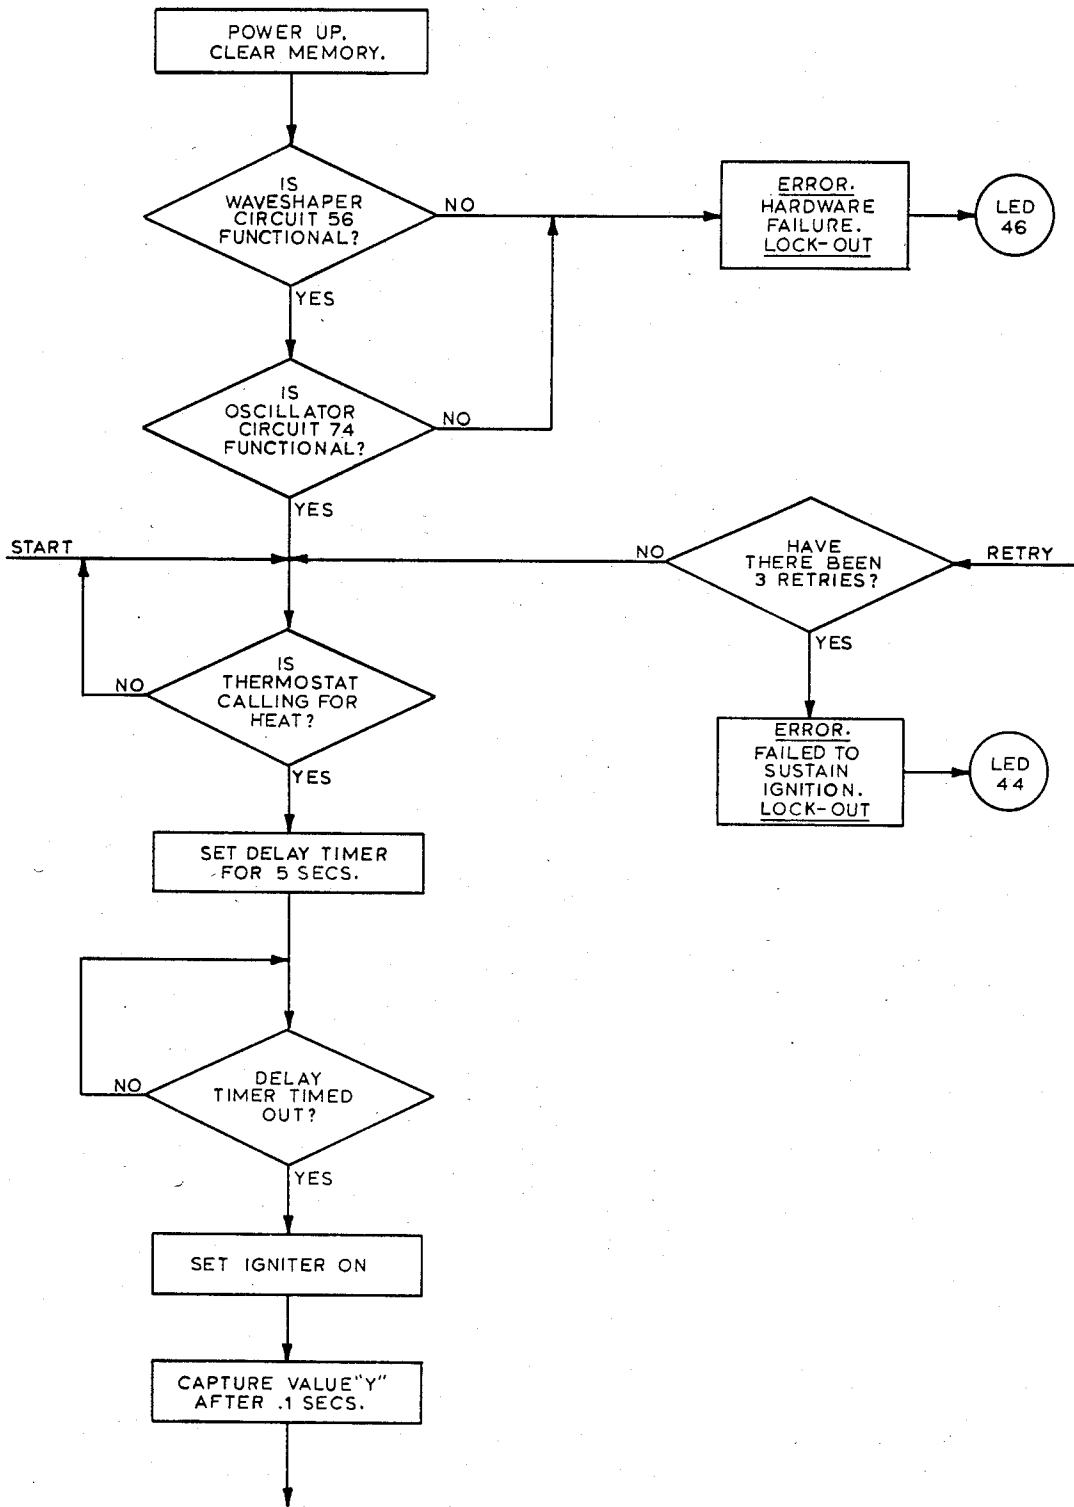 POWER UP.
CLEAR MEMORY.
IS
WAVESHAPER
CIRCUIT 56
FUNCTIONAL?
NO
YES
ERROR.
HARDWARE
FAILURE.
LOCK-OUT
LED
46
IS
OSCILLATOR
CIRCUIT 74
FUNCTIONAL?
NO
YES
START
NO
HAVE
THERE BEEN
3 RETRIES?
RETRY
YES
IS
THERMOSTAT
CALLING FOR
HEAT?
NO
YES
ERROR.
FAILED TO
SUSTAIN
IGNITION.
LOCK-OUT
LED
44
SET DELAY TIMER
FOR 5 SECS.
DELAY
TIMER TIMED
OUT?
NO
YES
SET IGNITER ON
CAPTURE VALUE "Y"
AFTER .1 SECS.